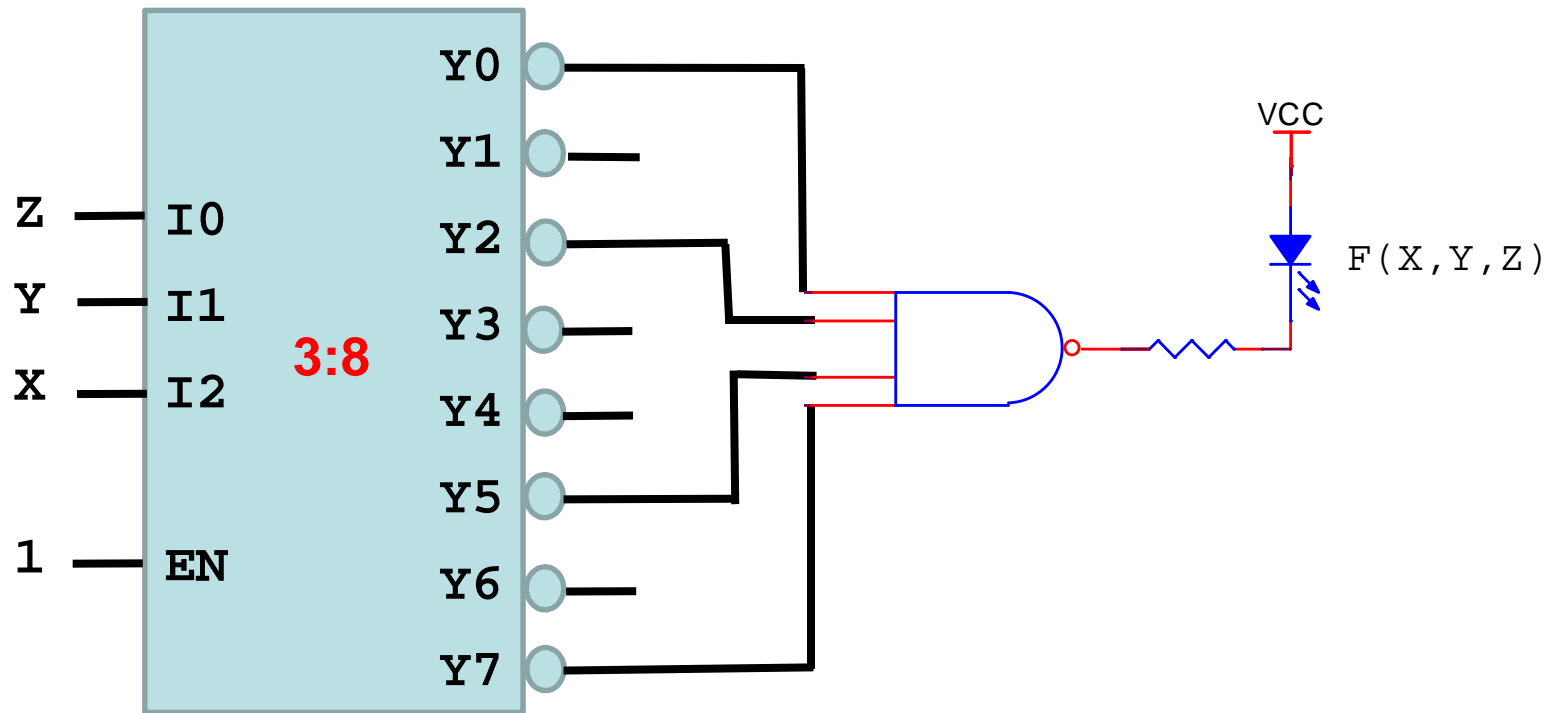 Y0
Y1
VCC
Z I0
Y2
F(X,Y,Z)
Y I1
Y3
3:8
X I2
Y4
Y5
1 EN
Y6
Y7